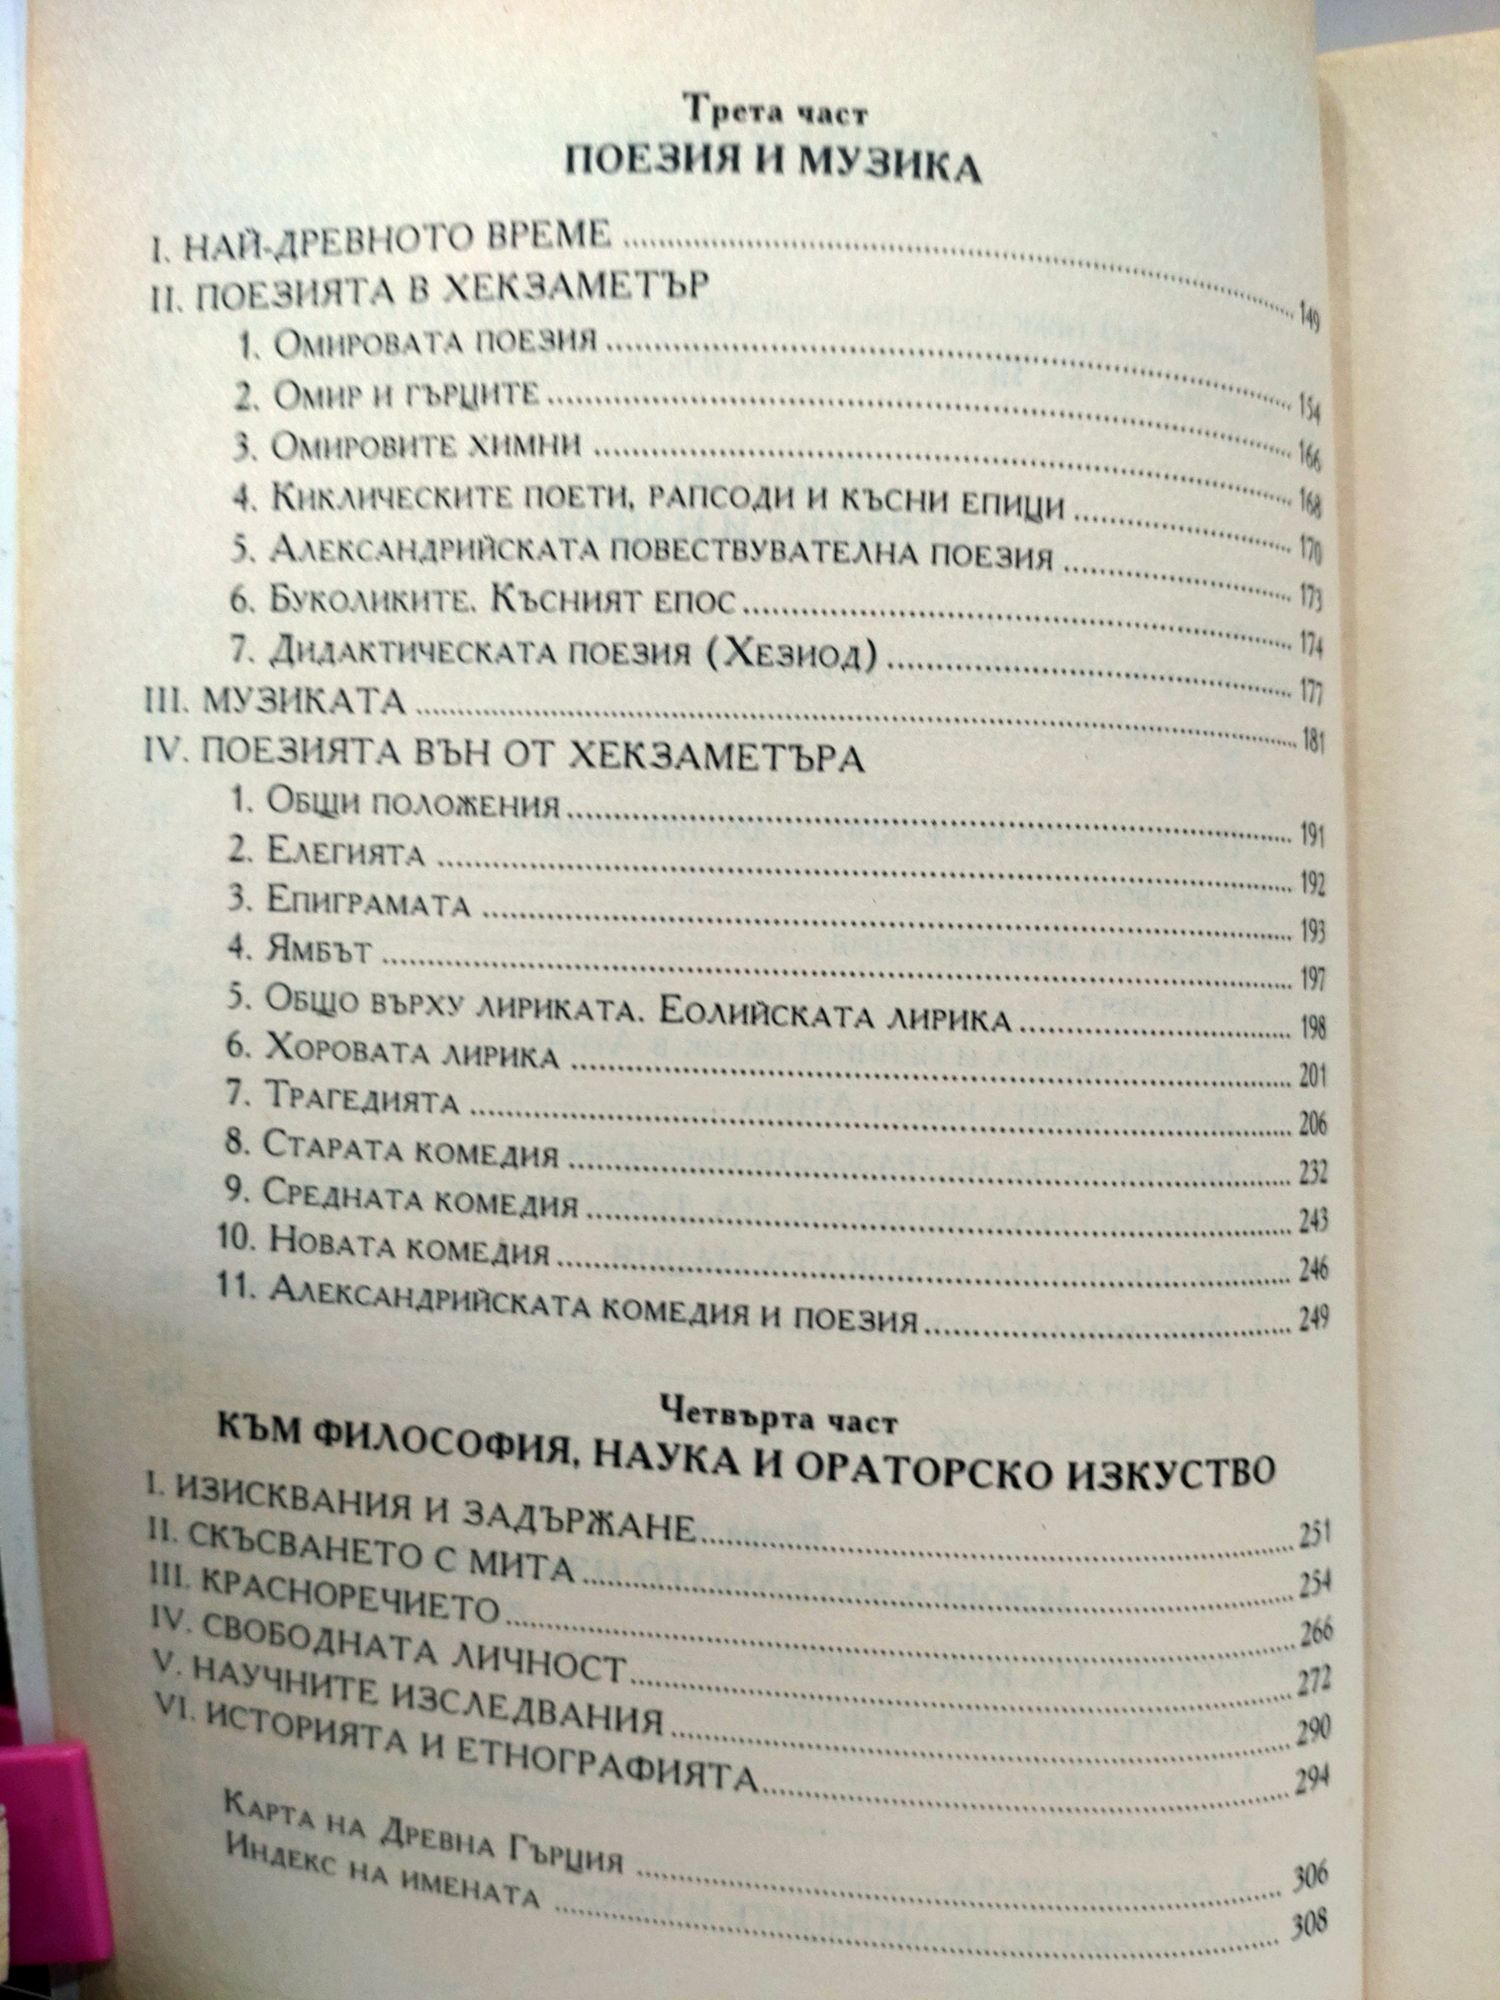 Трета част
ПОЕЗИЯ И МУЗИКА
I. НАЙ-ДРЕВНОТО ВРЕМЕ ........ 149
II. ПОЕЗИЯТА В ХЕКЗАМЕТЪР
1. Омировата поезия ........ 154
2. Омир и гърците ........ 166
3. Омировите химни ........ 168
4. Киклическите поети, рапсоди и късни епици ........ 170
5. Александрийската повествувателна поезия ........ 173
6. Буколиките. Късният епос ........ 174
7. Дидактическата поезия (Хезиод) ........ 177
III. МУЗИКАТА ........ 181
IV. ПОЕЗИЯТА ВЪН ОТ ХЕКЗАМЕТЪРА
1. Общи положения ........ 191
2. Елегията ........ 192
3. Епиграмата ........ 193
4. Ямбът ........ 197
5. Общо върху лириката. Еолийската лирика ........ 198
6. Хоровата лирика ........ 201
7. Трагедията ........ 206
8. Старата комедия ........ 232
9. Средната комедия ........ 243
10. Новата комедия ........ 246
11. Александрийската комедия и поезия ........ 249
Четвърта част
КЪМ ФИЛОСОФИЯ, НАУКА И ОРАТОРСКО ИЗКУСТВО
I. ИЗИСКВАНИЯ И ЗАДЪРЖАНЕ ........ 251
II. СКЪСВАНЕТО С МИТА ........ 254
III. КРАСНОРЕЧИЕТО ........ 266
IV. СВОБОДНАТА ЛИЧНОСТ ........ 272
V. НАУЧНИТЕ ИЗСЛЕДВАНИЯ ........ 290
VI. ИСТОРИЯТА И ЕТНОГРАФИЯТА ........ 294
Карта на Древна Гърция ........ 306
Индекс на имената ........ 308